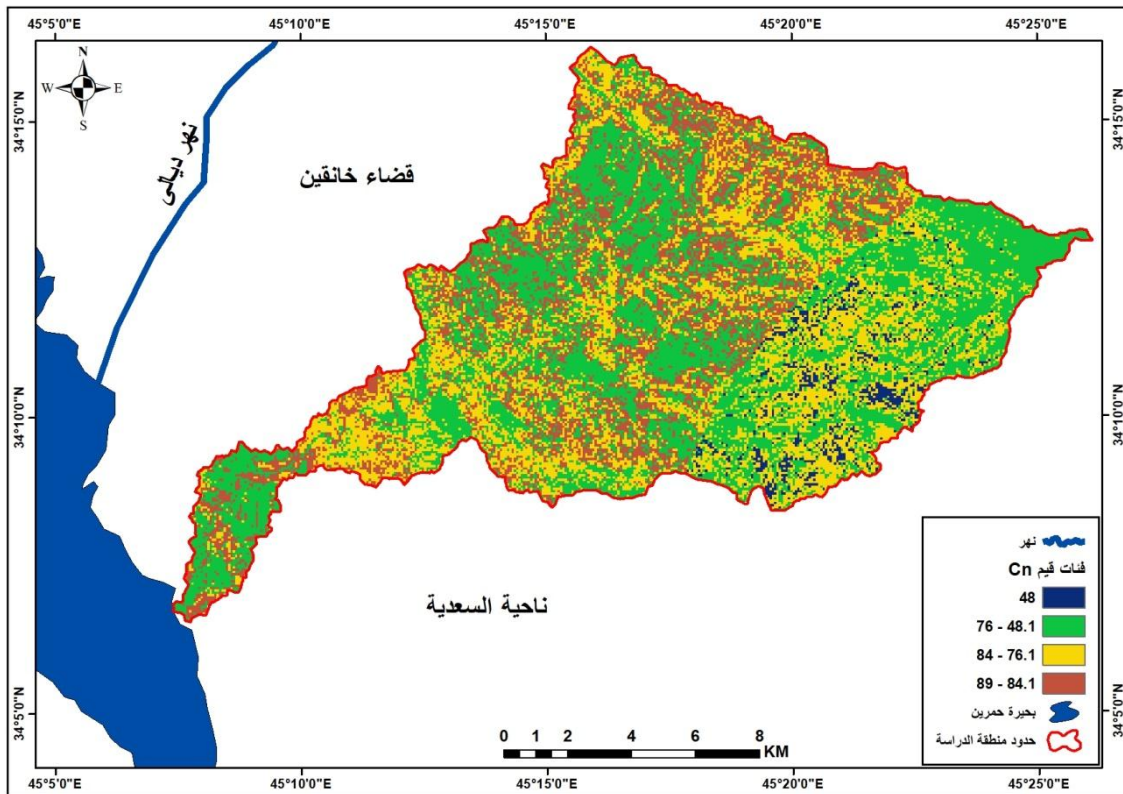 45°5'0"E 45°10'0"E 45°15'0"E 45°20'0"E 45°25'0"E
N
W E
S
34°15'0"N 34°15'0"N
نهر ديالى
قضاء خانقين
34°10'0"N 34°10'0"N
ناحية السعدية
نهر
فئات قيم Cn
48
76 - 48.1
84 - 76.1
89 - 84.1
بحيرة حمرين
حدود منطقة الدراسة
34°5'0"N 34°5'0"N
0 1 2 4 6 8
KM
45°5'0"E 45°10'0"E 45°15'0"E 45°20'0"E 45°25'0"E